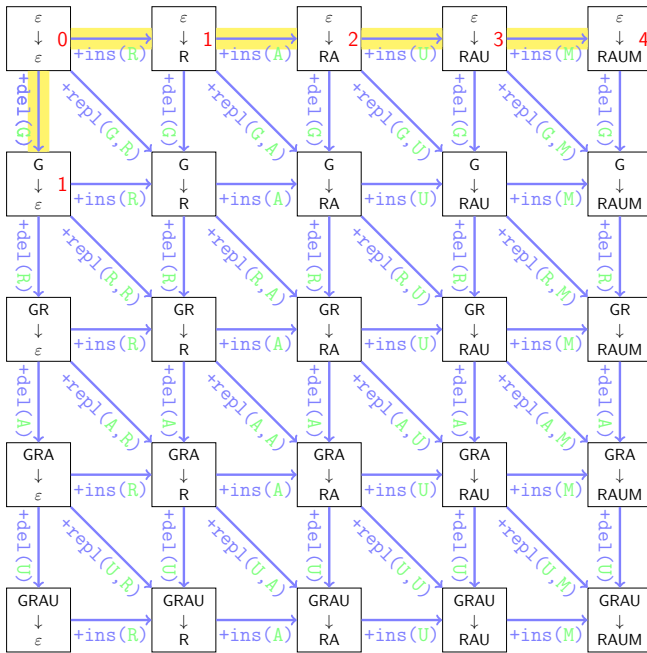 ε ε ε ε ε
↓ 0 ↓ 1 ↓ 2 ↓ 3 ↓ 4
ε +ins(R) R +ins(A) RA +ins(U) RAU +ins(M) RAUM
+del(G) +repl(G,R) +del(G) +repl(G,A) +del(G) +repl(G,U) +del(G) +repl(G,M) +del(G)
G G G G G
↓ 1 ↓ ↓ ↓ ↓
ε +ins(R) R +ins(A) RA +ins(U) RAU +ins(M) RAUM
+del(R) +repl(R,R) +del(R) +repl(R,A) +del(R) +repl(R,U) +del(R) +repl(R,M) +del(R)
GR GR GR GR GR
↓ ↓ ↓ ↓ ↓
ε +ins(R) R +ins(A) RA +ins(U) RAU +ins(M) RAUM
+del(A) +repl(A,R) +del(A) +repl(A,A) +del(A) +repl(A,U) +del(A) +repl(A,M) +del(A)
GRA GRA GRA GRA GRA
↓ ↓ ↓ ↓ ↓
ε +ins(R) R +ins(A) RA +ins(U) RAU +ins(M) RAUM
+del(U) +repl(U,R) +del(U) +repl(U,A) +del(U) +repl(U,U) +del(U) +repl(U,M) +del(U)
GRAU GRAU GRAU GRAU GRAU
↓ ↓ ↓ ↓ ↓
ε +ins(R) R +ins(A) RA +ins(U) RAU +ins(M) RAUM